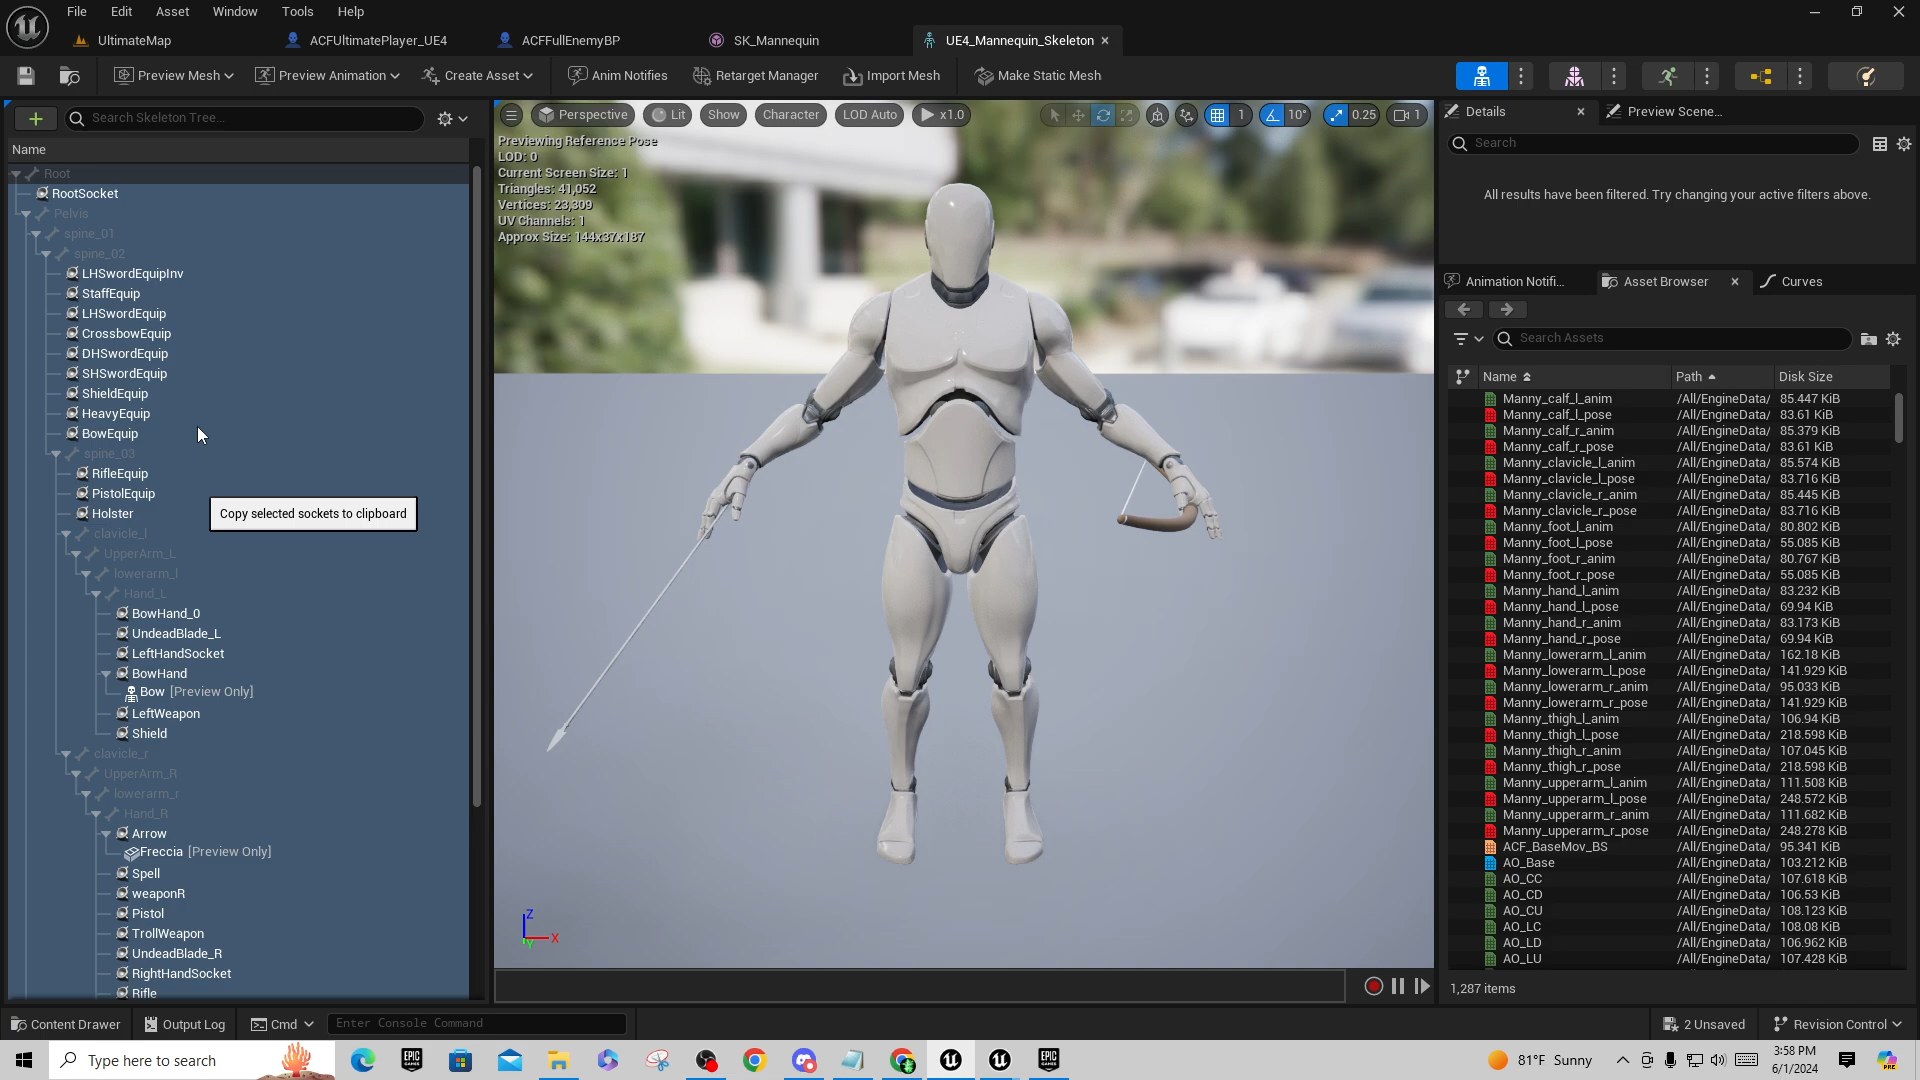 File Edit Asset Window Tools Help
UltimateMap ACFUltimatePlayer_UE4 ACFFullEnemyBP SK_Mannequin UE4_Mannequin_Skeleton
Preview Mesh Preview Animation Create Asset Anim Notifies Retarget Manager Import Mesh Make Static Mesh
Search Skeleton Tree...
Name
Root
RootSocket
Pelvis
spine_01
spine_02
LHSwordEquipInv
StaffEquip
LHSwordEquip
CrossbowEquip
DHSwordEquip
SHSwordEquip
ShieldEquip
HeavyEquip
BowEquip
spine_03
RifleEquip
PistolEquip
Holster
Copy selected sockets to clipboard
clavicle_l
UpperArm_L
lowerarm_l
Hand_L
BowHand_0
UndeadBlade_L
LeftHandSocket
BowHand
Bow [Preview Only]
LeftWeapon
Shield
clavicle_r
UpperArm_R
lowerarm_r
Hand_R
Arrow
Freccia [Preview Only]
Spell
weaponR
Pistol
TrollWeapon
UndeadBlade_R
RightHandSocket
Rifle
Perspective Lit Show Character LOD Auto x1.0 1 10° 0.25 1
Previewing Reference Pose
LOD: 0
Current Screen Size: 1
Triangles: 41,052
Vertices: 23,309
UV Channels: 1
Approx Size: 144x37x187
Z
X
Y
Details Preview Scene...
Search
All results have been filtered. Try changing your active filters above.
Animation Notifi... Asset Browser Curves
Search Assets
Name Path Disk Size
Manny_calf_l_anim /All/EngineData/ 85.447 KiB
Manny_calf_l_pose /All/EngineData/ 83.61 KiB
Manny_calf_r_anim /All/EngineData/ 85.379 KiB
Manny_calf_r_pose /All/EngineData/ 83.61 KiB
Manny_clavicle_l_anim /All/EngineData/ 85.574 KiB
Manny_clavicle_l_pose /All/EngineData/ 83.716 KiB
Manny_clavicle_r_anim /All/EngineData/ 85.445 KiB
Manny_clavicle_r_pose /All/EngineData/ 83.716 KiB
Manny_foot_l_anim /All/EngineData/ 80.802 KiB
Manny_foot_l_pose /All/EngineData/ 55.085 KiB
Manny_foot_r_anim /All/EngineData/ 80.767 KiB
Manny_foot_r_pose /All/EngineData/ 55.085 KiB
Manny_hand_l_anim /All/EngineData/ 83.232 KiB
Manny_hand_l_pose /All/EngineData/ 69.94 KiB
Manny_hand_r_anim /All/EngineData/ 83.173 KiB
Manny_hand_r_pose /All/EngineData/ 69.94 KiB
Manny_lowerarm_l_anim /All/EngineData/ 162.18 KiB
Manny_lowerarm_l_pose /All/EngineData/ 141.929 KiB
Manny_lowerarm_r_anim /All/EngineData/ 95.033 KiB
Manny_lowerarm_r_pose /All/EngineData/ 141.929 KiB
Manny_thigh_l_anim /All/EngineData/ 106.94 KiB
Manny_thigh_l_pose /All/EngineData/ 218.598 KiB
Manny_thigh_r_anim /All/EngineData/ 107.045 KiB
Manny_thigh_r_pose /All/EngineData/ 218.598 KiB
Manny_upperarm_l_anim /All/EngineData/ 111.508 KiB
Manny_upperarm_l_pose /All/EngineData/ 248.572 KiB
Manny_upperarm_r_anim /All/EngineData/ 111.682 KiB
Manny_upperarm_r_pose /All/EngineData/ 248.278 KiB
ACF_BaseMov_BS /All/EngineData/ 95.341 KiB
AO_Base /All/EngineData/ 103.212 KiB
AO_CC /All/EngineData/ 107.618 KiB
AO_CD /All/EngineData/ 106.53 KiB
AO_CU /All/EngineData/ 108.123 KiB
AO_LC /All/EngineData/ 108.08 KiB
AO_LD /All/EngineData/ 106.962 KiB
AO_LU /All/EngineData/ 107.428 KiB
1,287 items
Content Drawer Output Log Cmd Enter Console Command 2 Unsaved Revision Control
Type here to search EPIC GAMES EPIC GAMES 81°F Sunny 3:58 PM
6/1/2024
PRE